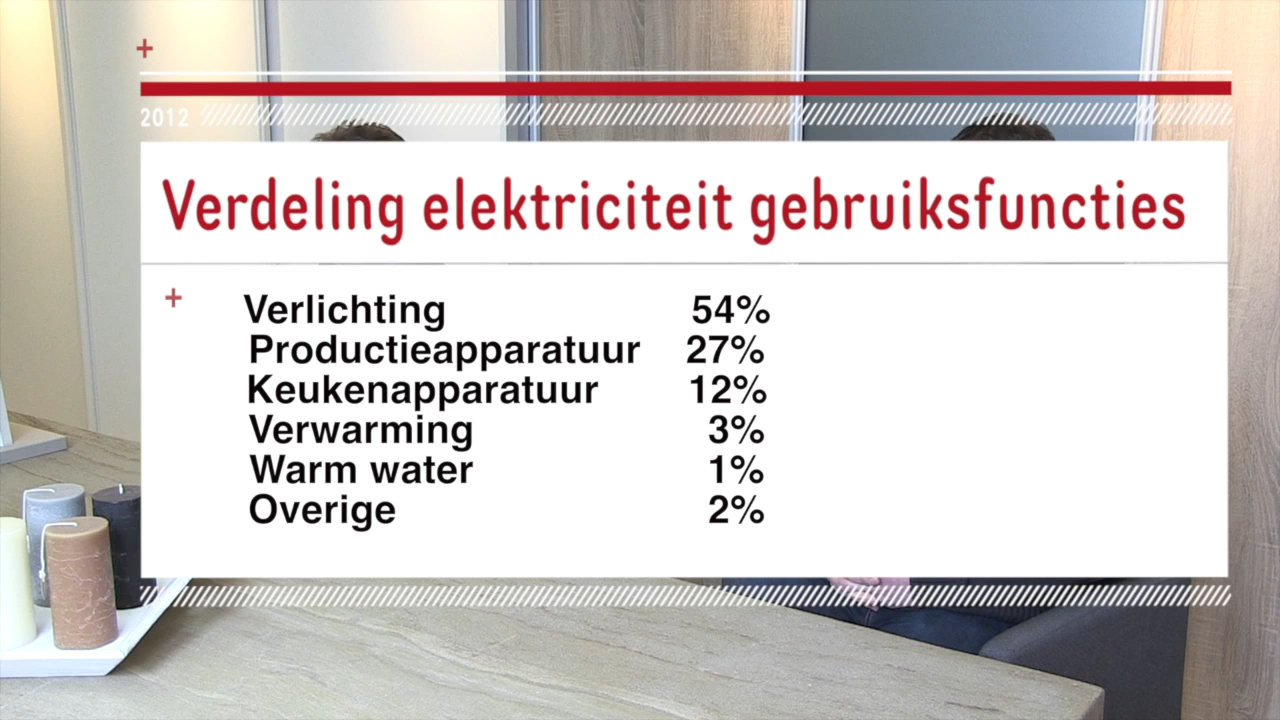 2012
Verdeling elektriciteit gebruiksfuncties
Verlichting 54%
Productieapparatuur 27%
Keukenapparatuur 12%
Verwarming 3%
Warm water 1%
Overige 2%